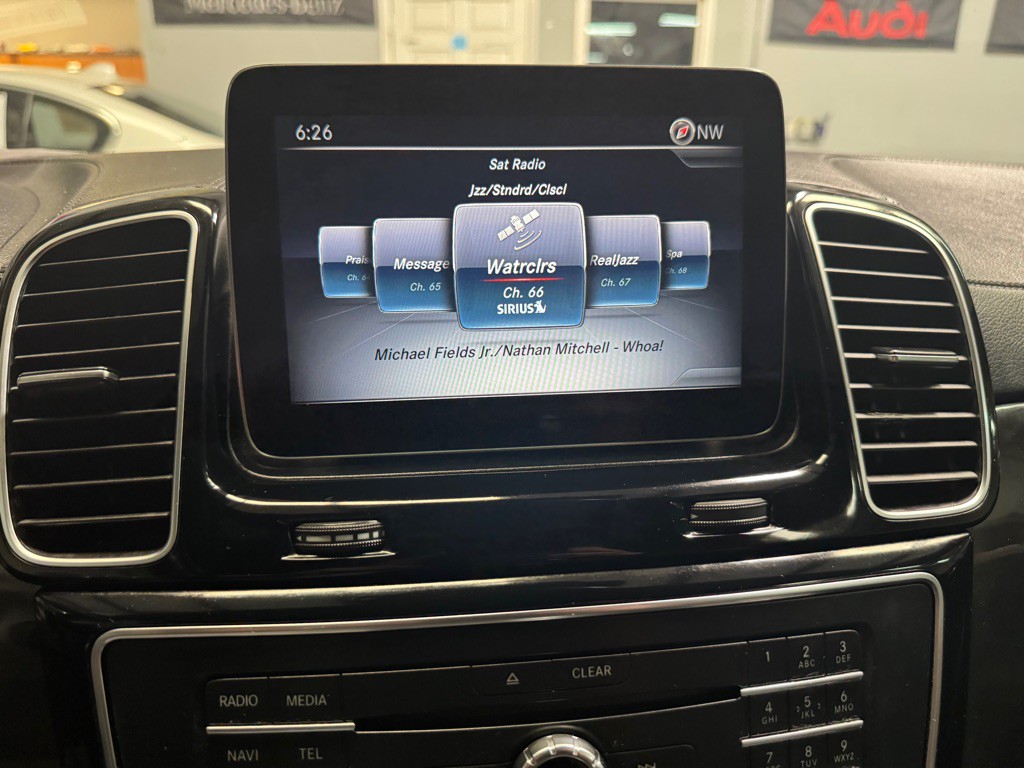 Mercedes-Benz
Audi
6:26
NW
Sat Radio
Jzz/Stndrd/Clscl
Message
Ch. 65
Watrclrs
Ch. 66
SIRIUS
RealJazz
Ch. 67
Spa
Ch. 68
Michael Fields Jr./Nathan Mitchell - Whoa!
RADIO
MEDIA
CLEAR
1
2
ABC
3
DEF
NAVI
TEL
4
GHI
5
JKL
6
MNO
7
8
TUV
9
WXYZ